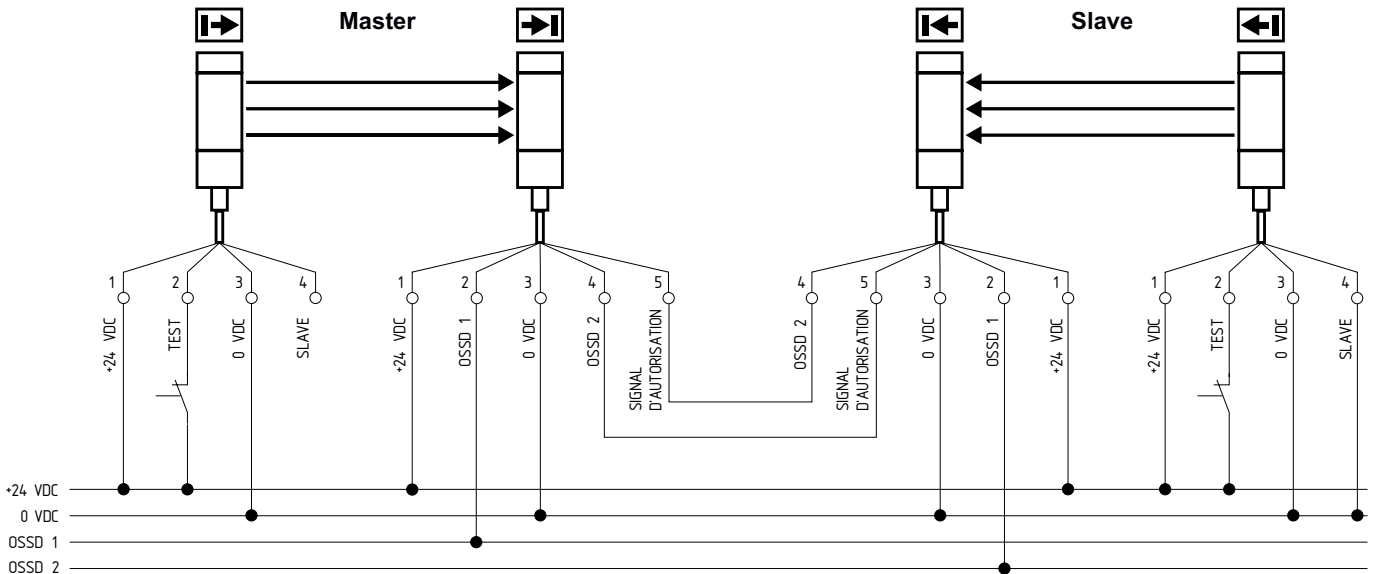 Master
Slave
1 2 3 4
1 2 3 4 5
4 5 3 2 1
1 2 3 4
+24 VDC
TEST
0 VDC
SLAVE
+24 VDC
OSSD 1
0 VDC
OSSD 2
SIGNAL
D'AUTORISATION
OSSD 2
SIGNAL
D'AUTORISATION
0 VDC
OSSD 1
+24 VDC
+24 VDC
TEST
0 VDC
SLAVE
+24 VDC
0 VDC
OSSD 1
OSSD 2